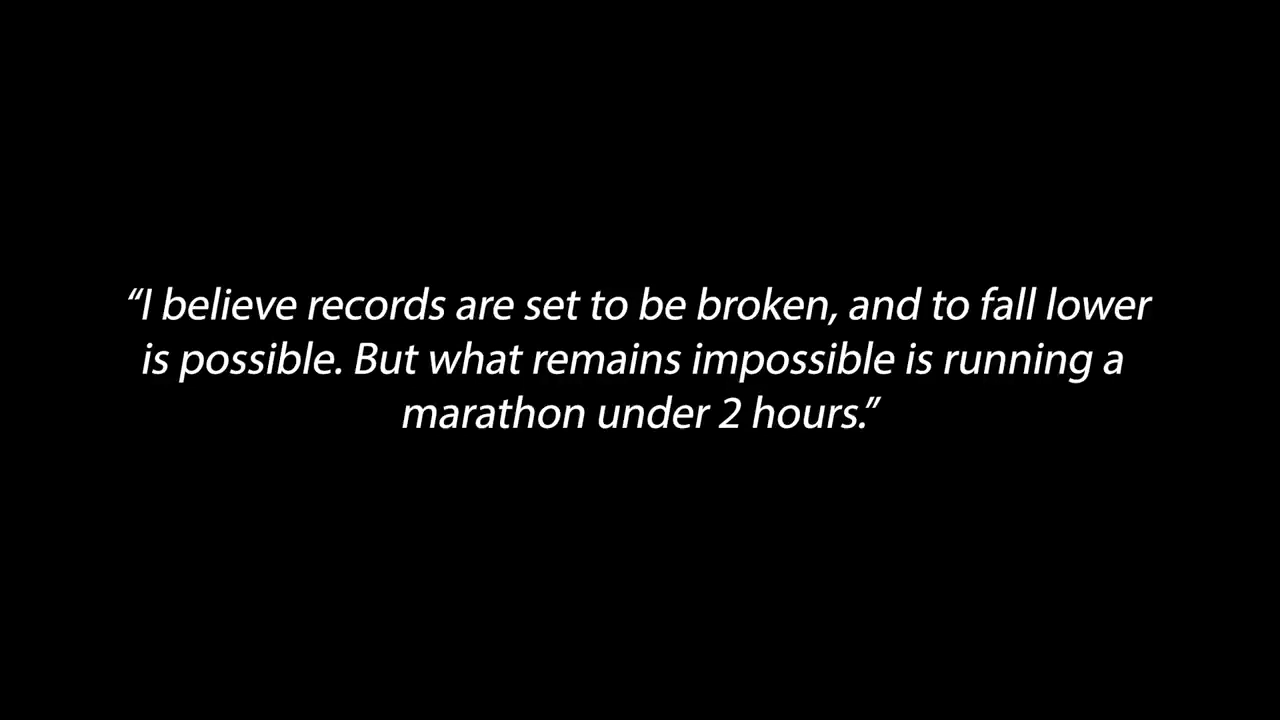 “I believe records are set to be broken, and to fall lower
is possible. But what remains impossible is running a
marathon under 2 hours.”